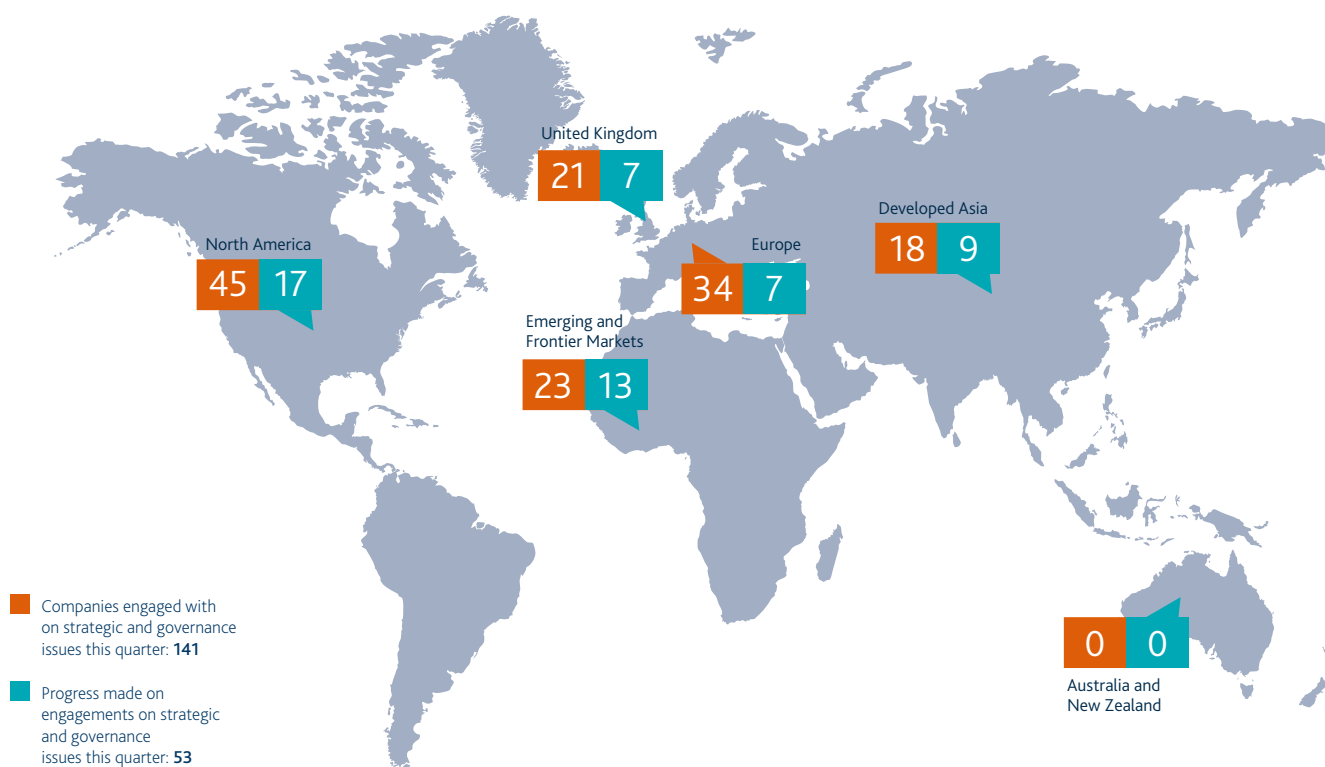 United Kingdom
21 7
Developed Asia
18 9
North America
45 17
Europe
34 7
Emerging and
Frontier Markets
23 13
Companies engaged with
on strategic and governance
issues this quarter: 141
0 0
Australia and
New Zealand
Progress made on
engagements on strategic
and governance
issues this quarter: 53